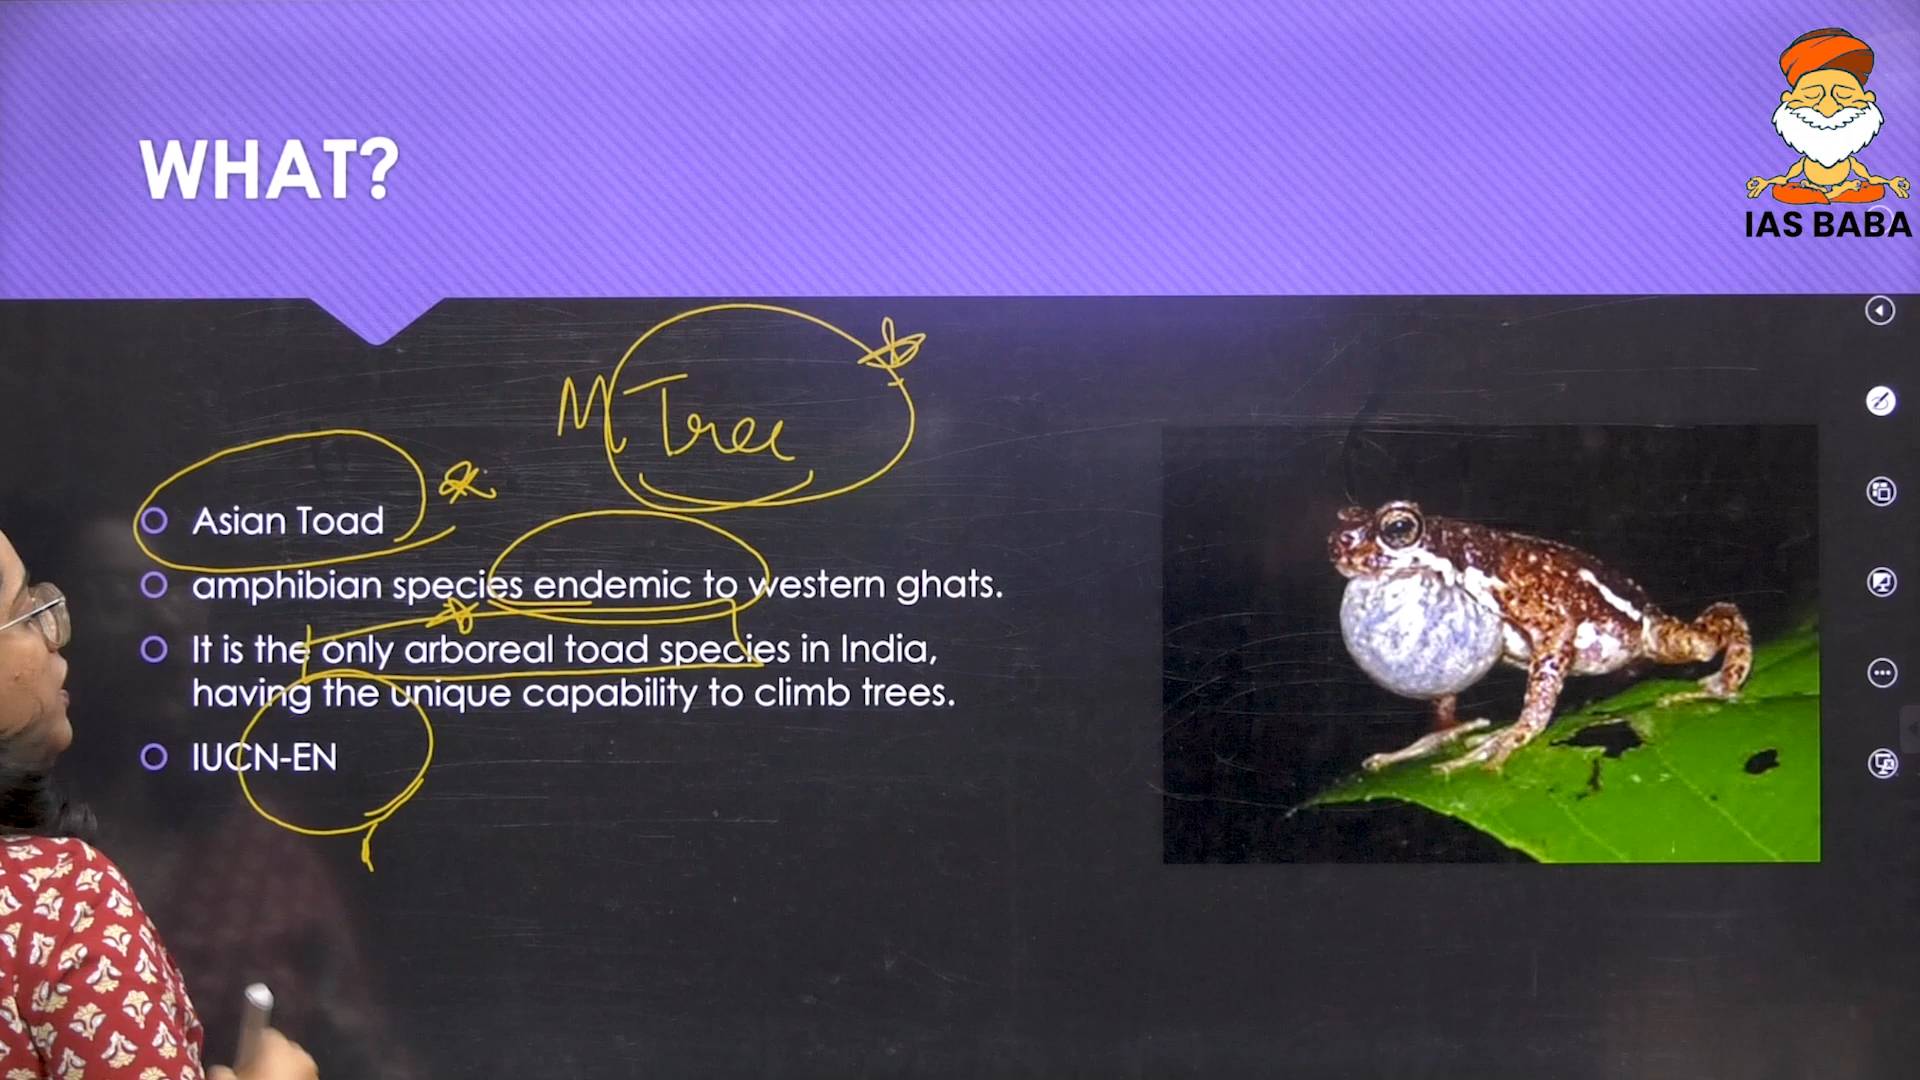 WHAT?
IAS BABA
M Tree
Asian Toad
amphibian species endemic to western ghats.
It is the only arboreal toad species in India,
having the unique capability to climb trees.
IUCN-EN